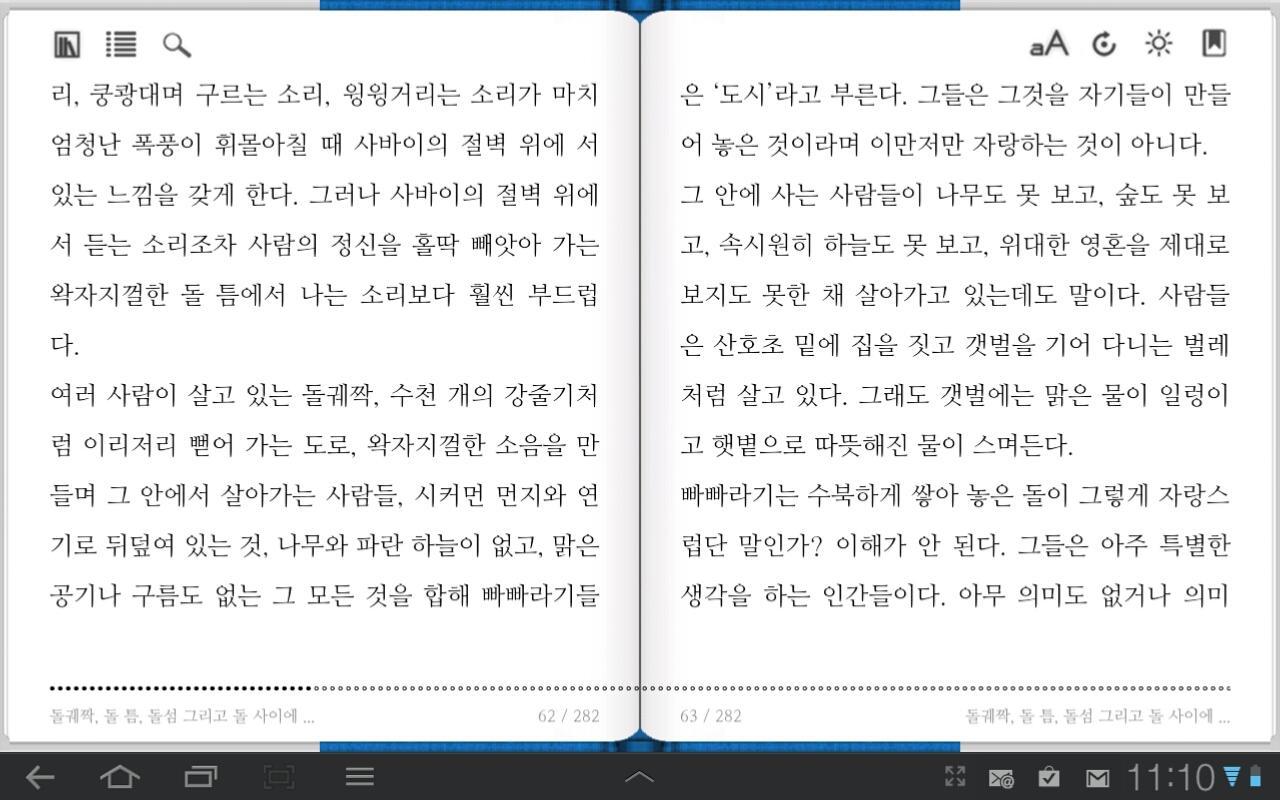 aA
리, 쿵쾅대며 구르는 소리, 윙윙거리는 소리가 마치
엄청난 폭풍이 휘몰아칠 때 사바이의 절벽 위에 서
있는 느낌을 갖게 한다. 그러나 사바이의 절벽 위에
서 듣는 소리조차 사람의 정신을 홀딱 빼앗아 가는
왁자지껄한 돌 틈에서 나는 소리보다 훨씬 부드럽
다.
여러 사람이 살고 있는 돌궤짝, 수천 개의 강줄기처
럼 이리저리 뻗어 가는 도로, 왁자지껄한 소음을 만
들며 그 안에서 살아가는 사람들, 시커먼 먼지와 연
기로 뒤덮여 있는 것, 나무와 파란 하늘이 없고, 맑은
공기나 구름도 없는 그 모든 것을 합해 빠빠라기들
돌궤짝, 돌 틈, 돌섬 그리고 돌 사이에 ...
62 / 282
은 ‘도시’라고 부른다. 그들은 그것을 자기들이 만들
어 놓은 것이라며 이만저만 자랑하는 것이 아니다.
그 안에 사는 사람들이 나무도 못 보고, 숲도 못 보
고, 속시원히 하늘도 못 보고, 위대한 영혼을 제대로
보지도 못한 채 살아가고 있는데도 말이다. 사람들
은 산호초 밑에 집을 짓고 갯벌을 기어 다니는 벌레
처럼 살고 있다. 그래도 갯벌에는 맑은 물이 일렁이
고 햇볕으로 따뜻해진 물이 스며든다.
빠빠라기는 수북하게 쌓아 놓은 돌이 그렇게 자랑스
럽단 말인가? 이해가 안 된다. 그들은 아주 특별한
생각을 하는 인간들이다. 아무 의미도 없거나 의미
63 / 282
돌궤짝, 돌 틈, 돌섬 그리고 돌 사이에 ...
11:10